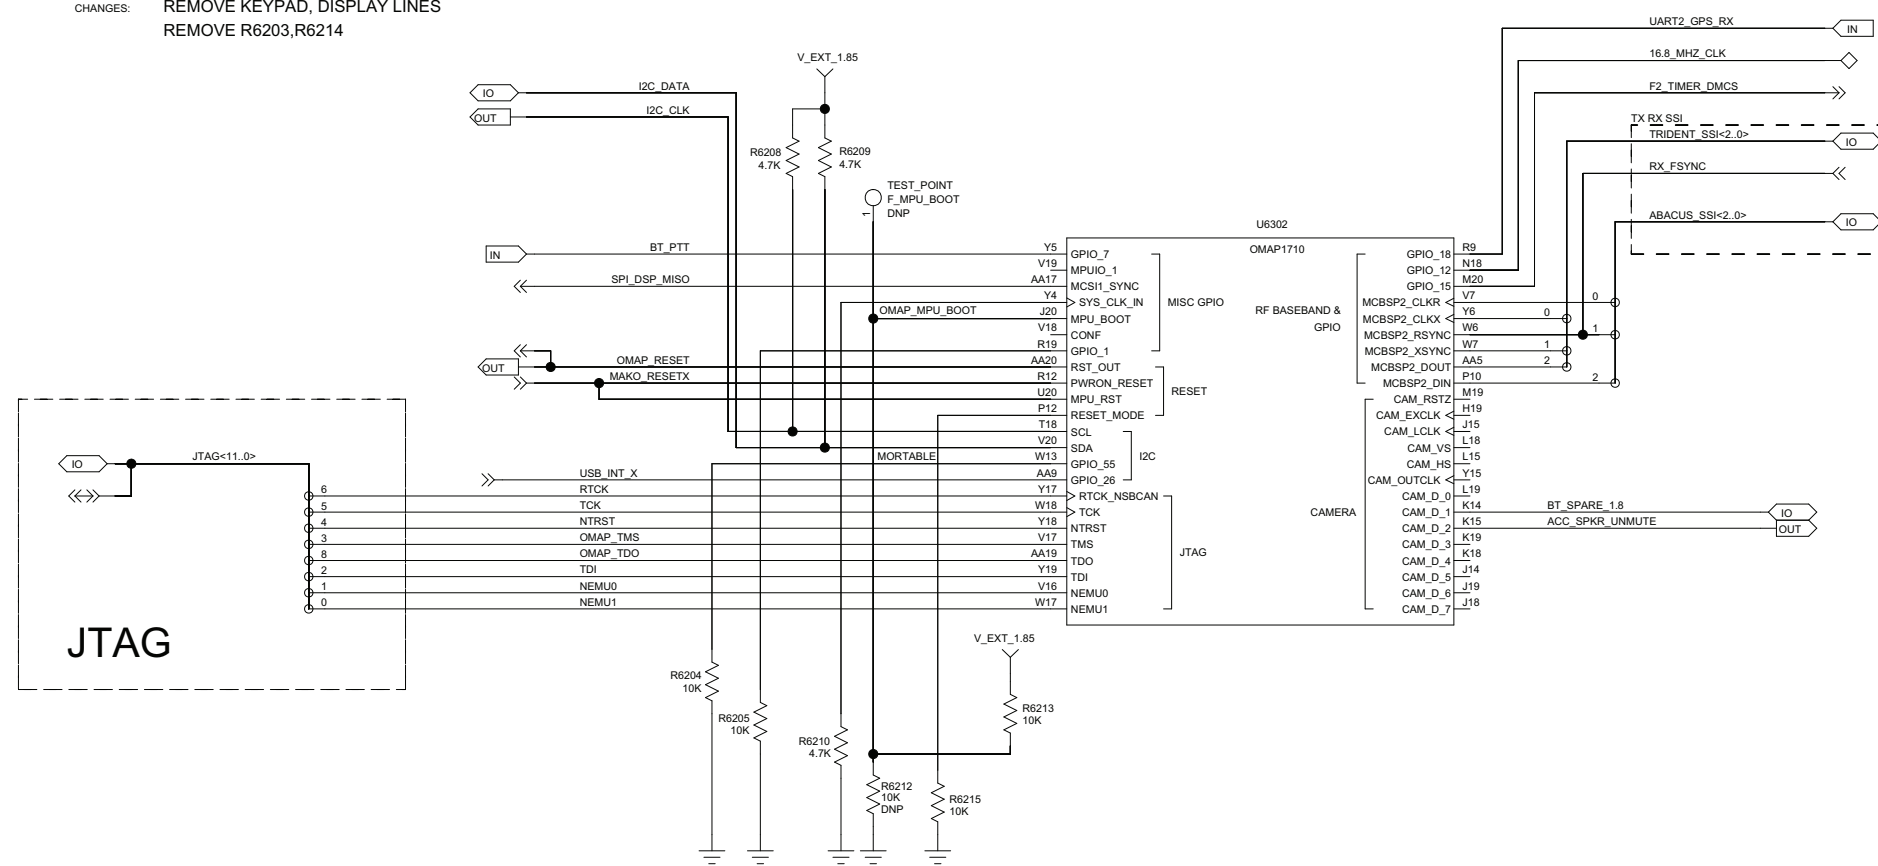 CHANGES: REMOVE KEYPAD, DISPLAY LINES
REMOVE R6203,R6214
UART2_GPS_RX
IN
16.8_MHZ_CLK
F2_TIMER_DMCS
TX RX SSI
TRIDENT_SSI<2..0>
IO
RX_FSYNC
ABACUS_SSI<2..0>
IO
V_EXT_1.85
IO
I2C_DATA
OUT
I2C_CLK
R6208
4.7K
R6209
4.7K
TEST_POINT
F_MPU_BOOT
DNP
1
U6302
OMAP1710
IN
BT_PTT
Y5
GPIO_7
V19
MPUIO_1
SPI_DSP_MISO
AA17
MCSI1_SYNC
Y4
SYS_CLK_IN
OMAP_MPU_BOOT
J20
MPU_BOOT
V18
CONF
R19
GPIO_1
MISC GPIO
OUT
OMAP_RESET
AA20
RST_OUT
MAKO_RESETX
R12
PWRON_RESET
U20
MPU_RST
P12
RESET_MODE
RESET
T18
SCL
V20
SDA
MORTABLE
W13
GPIO_55
USB_INT_X
AA9
GPIO_26
I2C
RTCK
Y17
RTCK_NSBCAN
TCK
W18
TCK
NTRST
Y18
NTRST
OMAP_TMS
V17
TMS
OMAP_TDO
AA19
TDO
TDI
Y19
TDI
NEMU0
V16
NEMU0
NEMU1
W17
NEMU1
JTAG
GPIO_18
R9
GPIO_12
N18
GPIO_15
M20
MCBSP2_CLKR
V7
0
MCBSP2_CLKX
Y6
0
MCBSP2_RSYNC
W6
1
MCBSP2_XSYNC
W7
1
MCBSP2_DOUT
AA5
2
MCBSP2_DIN
P10
2
RF BASEBAND &
GPIO
CAM_RSTZ
M19
CAM_EXCLK
H19
CAM_LCLK
J15
CAM_VS
L18
CAM_HS
L15
CAM_OUTCLK
Y15
CAM_D_0
L19
CAM_D_1
K14
BT_SPARE_1.8
IO
CAM_D_2
K15
ACC_SPKR_UNMUTE
OUT
CAM_D_3
K19
CAM_D_4
K18
CAM_D_5
J14
CAM_D_6
J19
CAM_D_7
J18
CAMERA
IO
JTAG<11..0>
6
5
4
3
8
2
1
0
JTAG
V_EXT_1.85
R6204
10K
R6205
10K
R6210
4.7K
R6213
10K
R6212
10K
DNP
R6215
10K